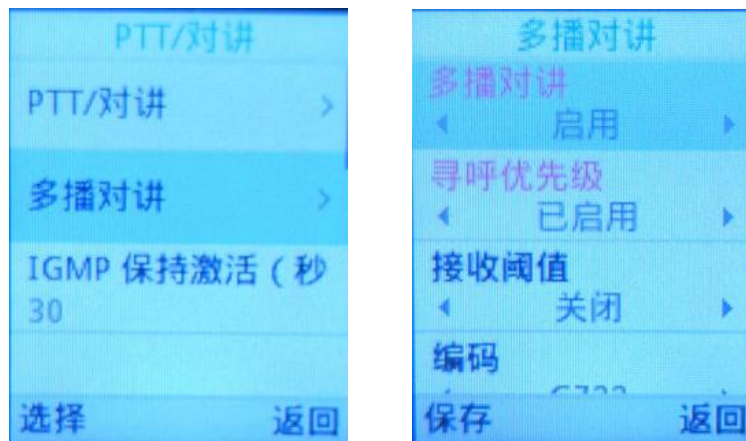 PTT/对讲
PTT/对讲
多播对讲
IGMP 保持激活 ( 秒
30
选择 返回
多播对讲
多播对讲
启用
寻呼优先级
已启用
接收阈值
关闭
编码
保存 返回